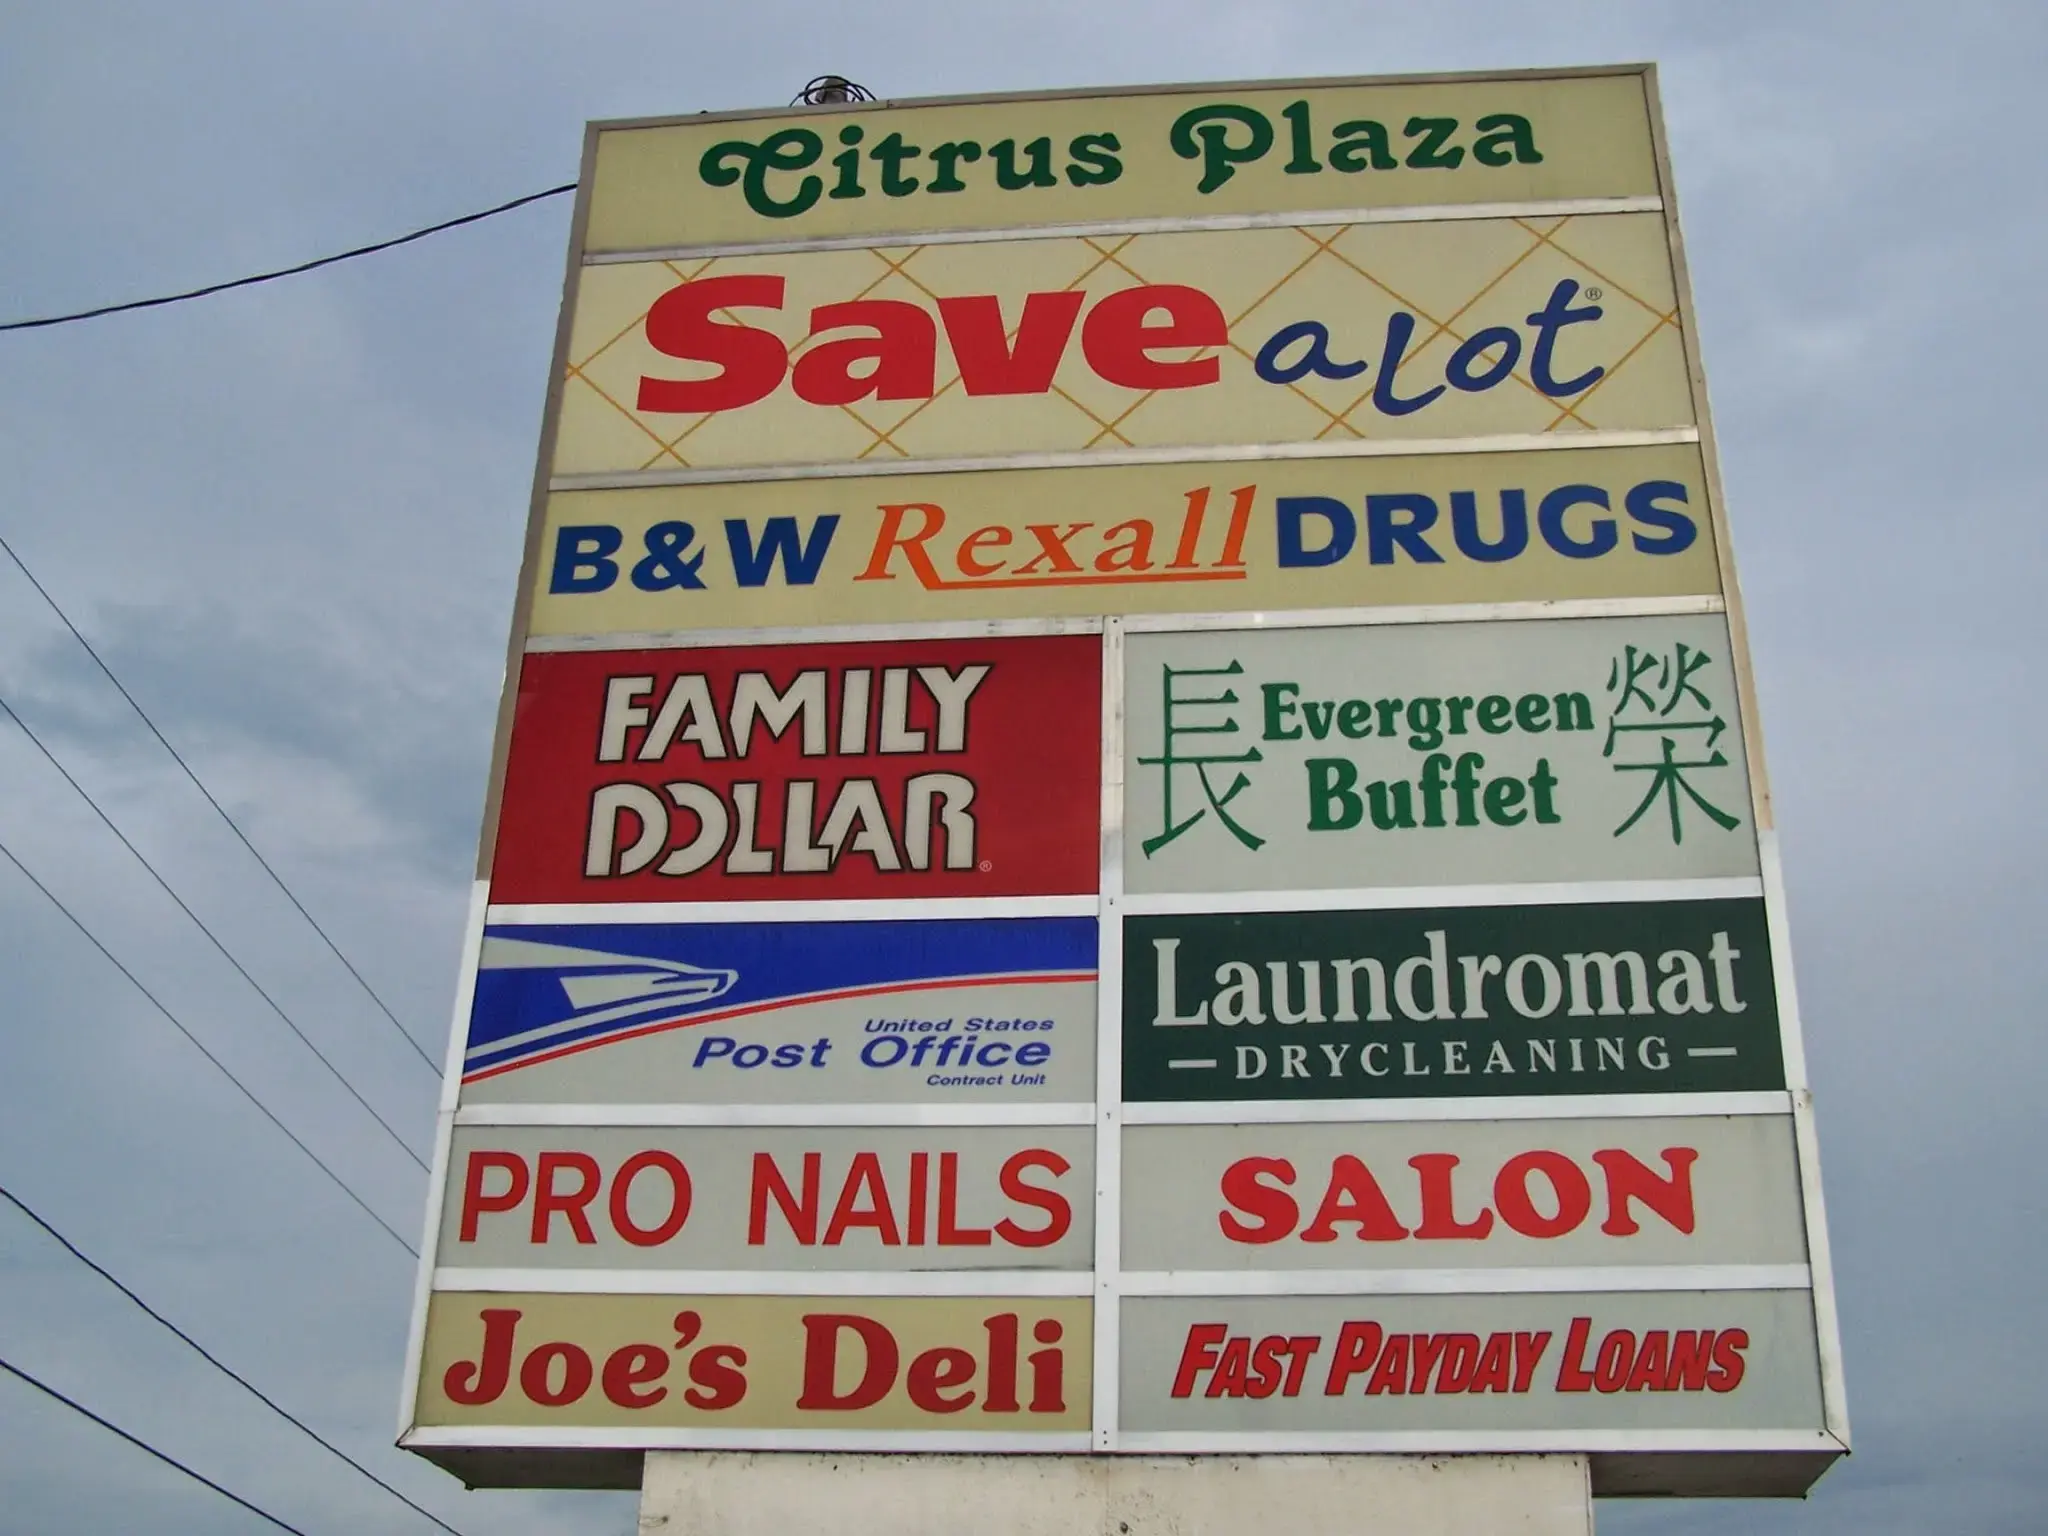 Citrus Plaza
Save a Lot®
B&W Rexall DRUGS
FAMILY
DOLLAR®
長 Evergreen 榮
Buffet
United States
Post Office
Contract Unit
Laundromat
— DRYCLEANING —
PRO NAILS
SALON
Joe's Deli
FAST PAYDAY LOANS